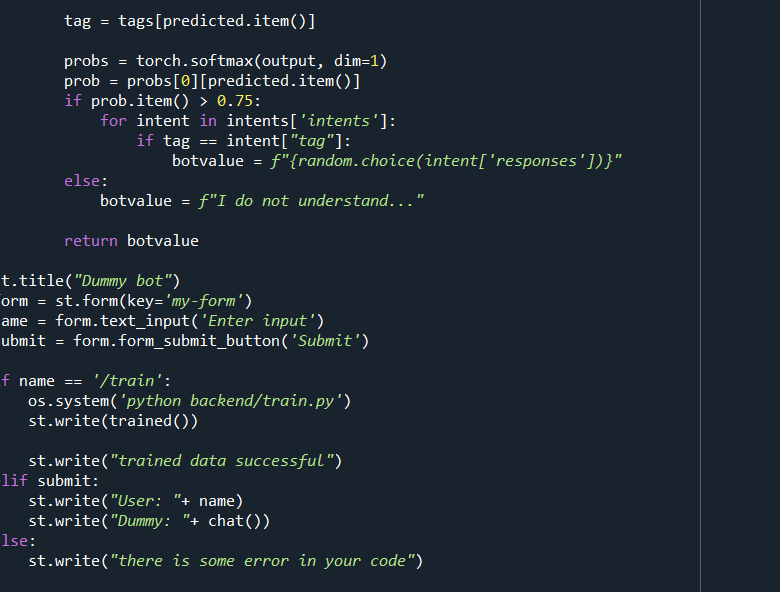 tag = tags[predicted.item()]
probs = torch.softmax(output, dim=1)
prob = probs[0][predicted.item()]
if prob.item() > 0.75:
for intent in intents['intents']:
if tag == intent["tag"]:
botvalue = f"{random.choice(intent['responses'])}"
else:
botvalue = f"I do not understand..."
return botvalue
t.title("Dummy bot")
orm = st.form(key='my-form')
ame = form.text_input('Enter input')
ubmit = form.form_submit_button('Submit')
f name == '/train':
os.system('python backend/train.py')
st.write(trained())
st.write("trained data successful")
lif submit:
st.write("User: "+ name)
st.write("Dummy: "+ chat())
lse:
st.write("there is some error in your code")